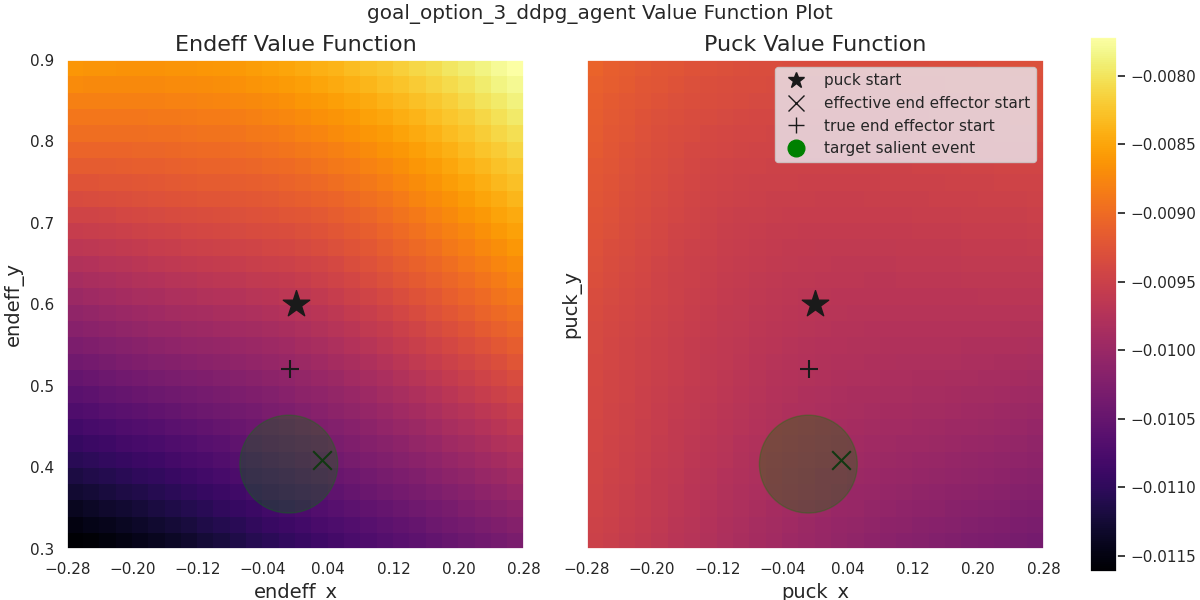 goal_option_3_ddpg_agent Value Function Plot
Endeff Value Function
Puck Value Function
0.9
0.8
0.7
0.6
0.5
0.4
0.3
endeff_y
−0.28 −0.20 −0.12 −0.04 0.04 0.12 0.20 0.28
endeff_x
puck start
effective end effector start
true end effector start
target salient event
puck_y
−0.28 −0.20 −0.12 −0.04 0.04 0.12 0.20 0.28
puck_x
−0.0080
−0.0085
−0.0090
−0.0095
−0.0100
−0.0105
−0.0110
−0.0115